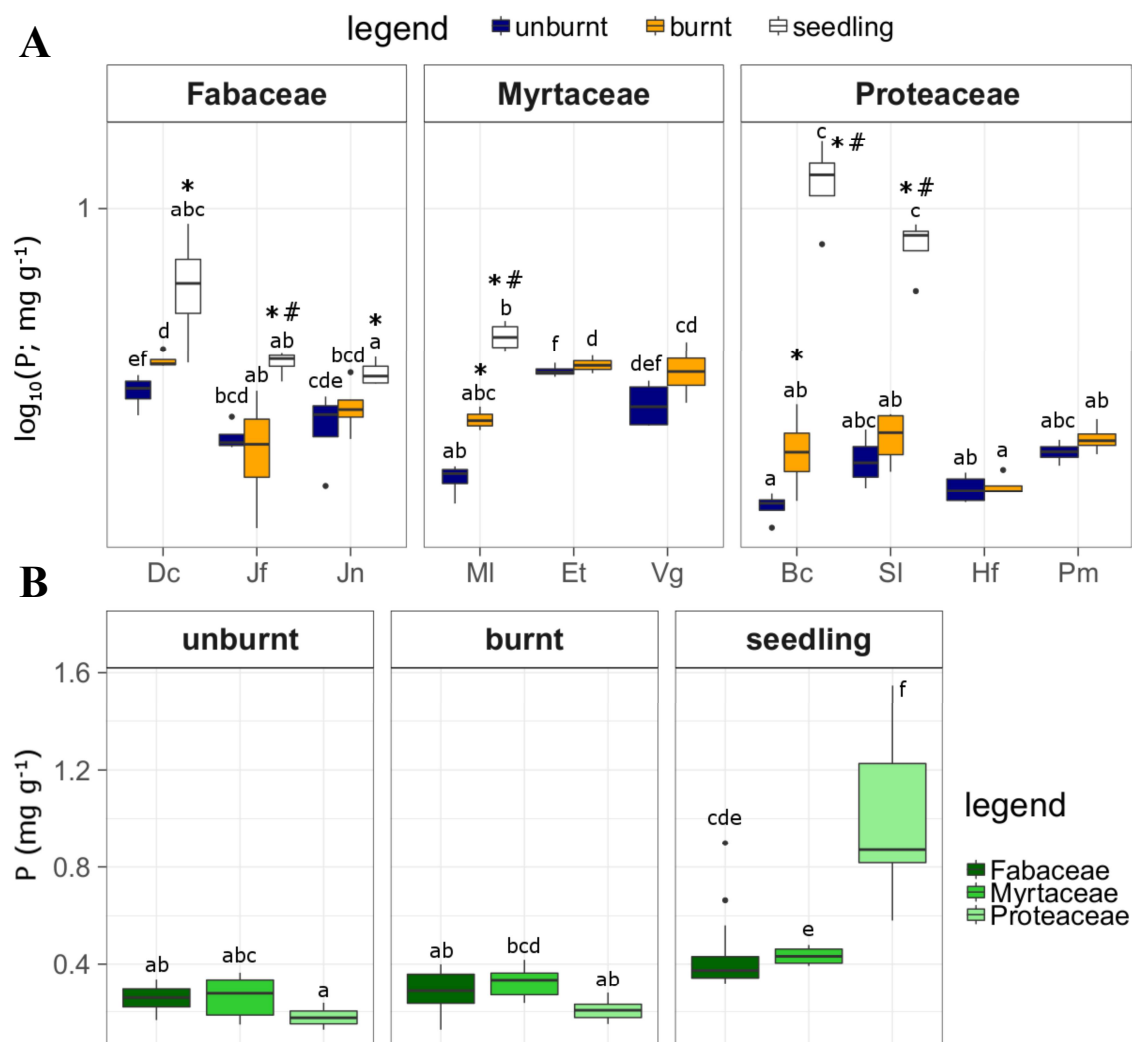 A
legend unburnt burnt seedling
Fabaceae Myrtaceae Proteaceae
log₁₀(P; mg g⁻¹)
1
ef d abc *
bcd ab ab * #
cde bcd a *
ab abc * b * #
f d
def cd
a ab * c * #
abc ab c * #
ab a
abc ab
Dc Jf Jn Ml Et Vg Bc Sl Hf Pm
B
unburnt burnt seedling
P (mg g⁻¹)
1.6
1.2
0.8
0.4
ab abc a
ab bcd ab
cde e f
legend
Fabaceae
Myrtaceae
Proteaceae